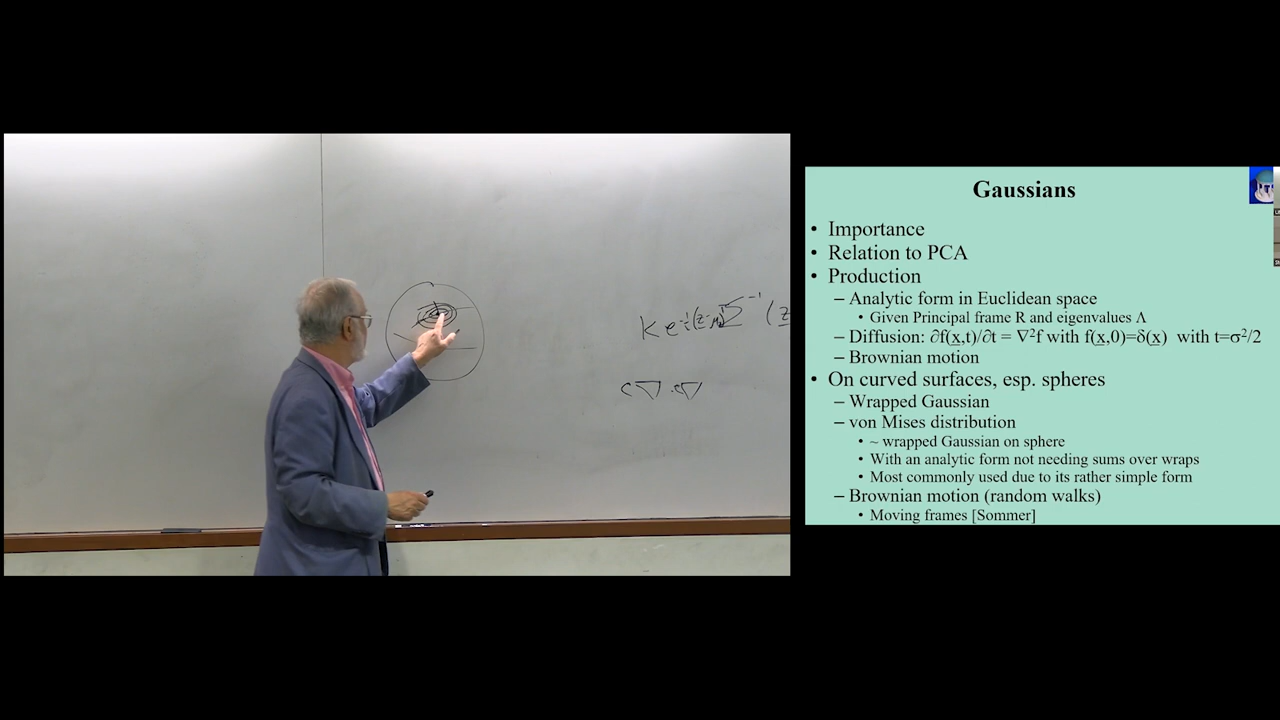 K e^-½(z-μ)^T Σ^-1 (z
c∇·c∇
Gaussians
• Importance
• Relation to PCA
• Production
– Analytic form in Euclidean space
• Given Principal frame R and eigenvalues Λ
– Diffusion: ∂f(x,t)/∂t = ∇²f with f(x,0)=δ(x) with t=σ²/2
– Brownian motion
• On curved surfaces, esp. spheres
– Wrapped Gaussian
– von Mises distribution
• ~ wrapped Gaussian on sphere
• With an analytic form not needing sums over wraps
• Most commonly used due to its rather simple form
– Brownian motion (random walks)
• Moving frames [Sommer]